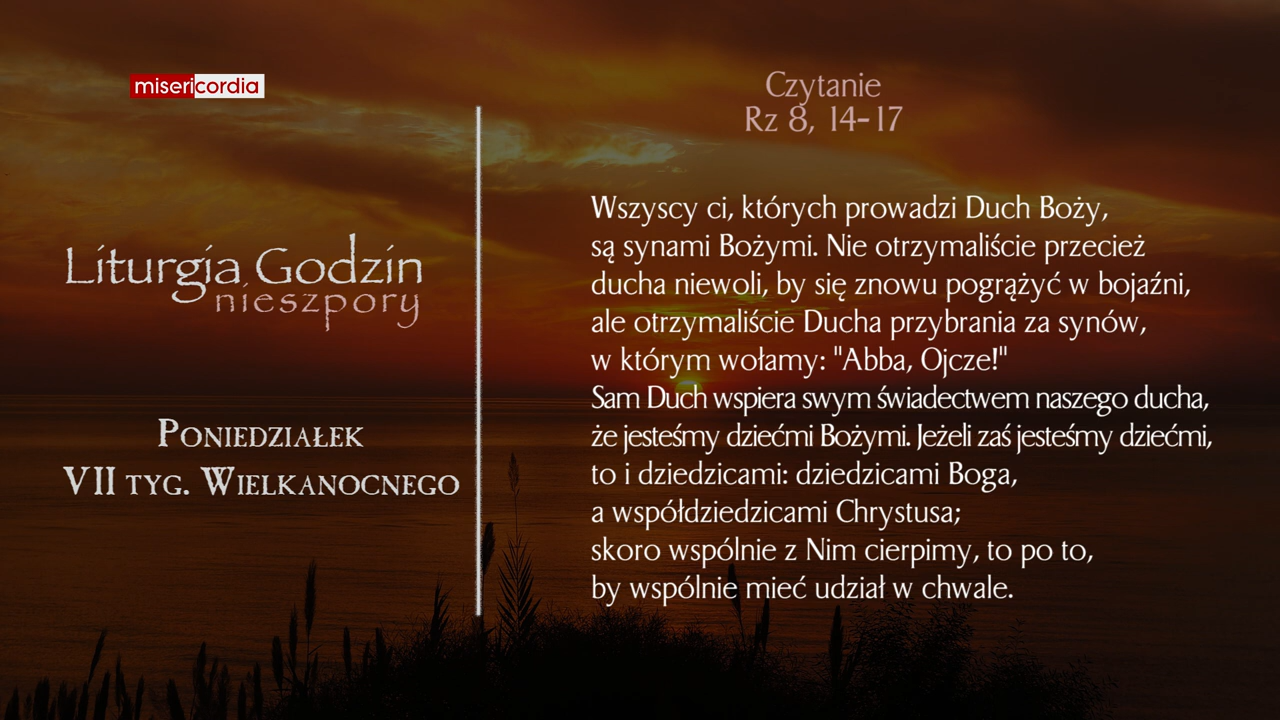 misericordia
Liturgia Godzin
nieszpory
Poniedziałek
VII tyg. Wielkanocnego
Czytanie
Rz 8, 14-17
Wszyscy ci, których prowadzi Duch Boży,
są synami Bożymi. Nie otrzymaliście przecież
ducha niewoli, by się znowu pogrążyć w bojaźni,
ale otrzymaliście Ducha przybrania za synów,
w którym wołamy: "Abba, Ojcze!"
Sam Duch wspiera swym świadectwem naszego ducha,
że jesteśmy dziećmi Bożymi. Jeżeli zaś jesteśmy dziećmi,
to i dziedzicami: dziedzicami Boga,
a współdziedzicami Chrystusa;
skoro wspólnie z Nim cierpimy, to po to,
by wspólnie mieć udział w chwale.